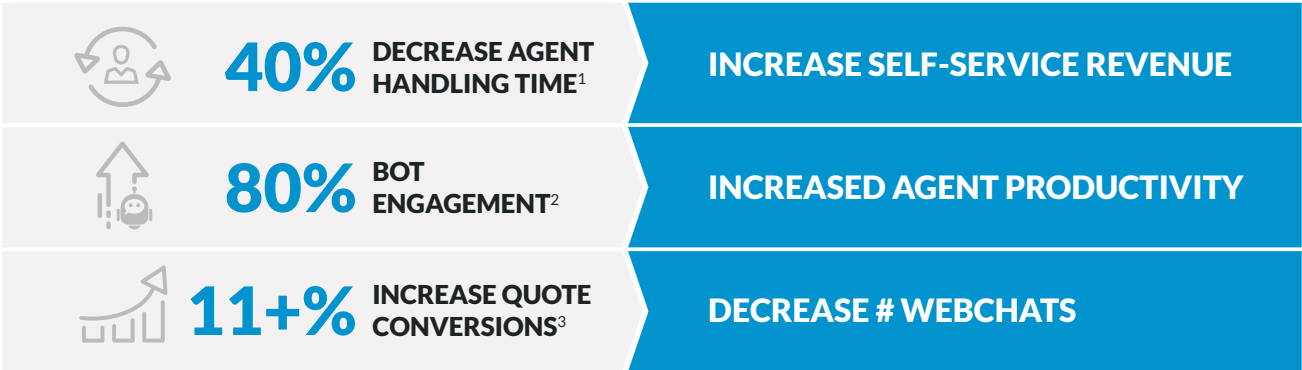 40% DECREASE AGENT
HANDLING TIME¹
INCREASE SELF-SERVICE REVENUE
80% BOT
ENGAGEMENT²
INCREASED AGENT PRODUCTIVITY
11+% INCREASE QUOTE
CONVERSIONS³
DECREASE # WEBCHATS